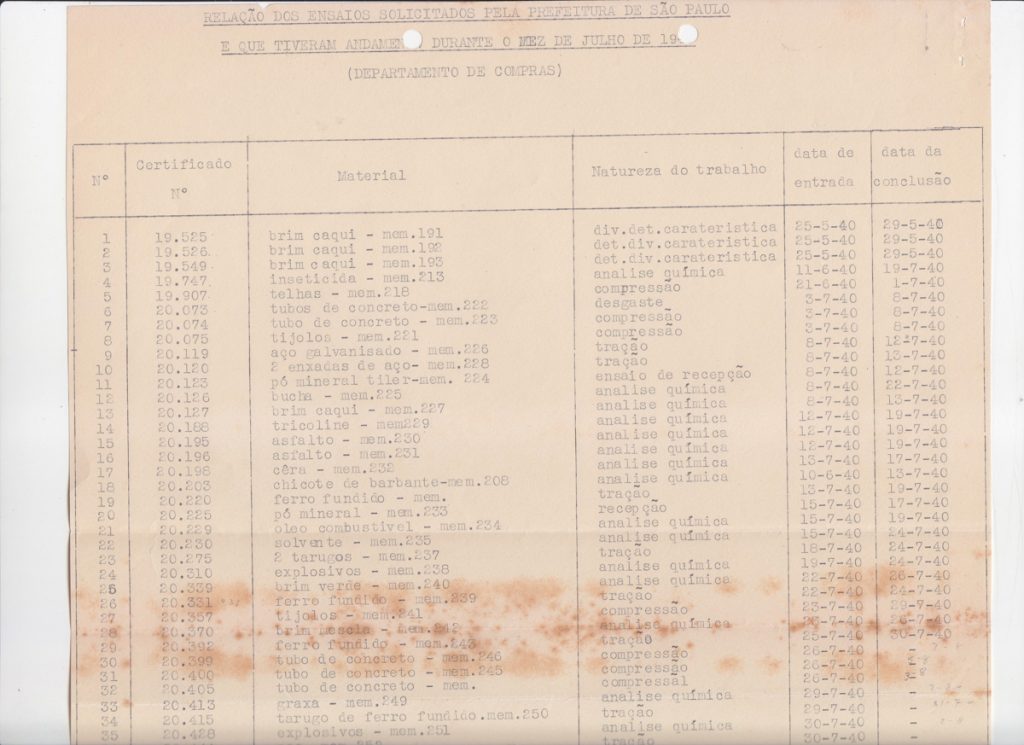 RELAÇÃO DOS ENSAIOS SOLICITADOS PELA PREFEITURA DE SÃO PAULO
E QUE TIVERAM ANDAMEN DURANTE O MEZ DE JULHO DE 19
(DEPARTAMENTO DE COMPRAS)
Nº Certificado Nº Material Natureza do trabalho data de entrada data da conclusão
1 19.525 brim caqui - mem.191 div.det.carateristica 25-5-40 29-5-40
2 19.526 brim caqui - mem.192 det.div.carateristica 25-5-40 29-5-40
3 19.549 brim caqui - mem.193 det.div.carateristica 25-5-40 29-5-40
4 19.747 inseticida - mem.213 analise química 11-6-40 19-7-40
5 19.907 telhas - mem.218 compressão 21-6-40 1-7-40
6 20.073 tubos de concreto-mem.222 desgaste 3-7-40 8-7-40
7 20.074 tubo de concreto - mem.223 compressão 3-7-40 8-7-40
8 20.075 tijolos - mem.221 compressão 3-7-40 8-7-40
9 20.119 aço galvanisado - mem.226 tração 8-7-40 12-7-40
10 20.120 2 enxadas de aço- mem.228 tração 8-7-40 13-7-40
11 20.123 pó mineral tiler-mem. 224 ensaio de recepção 8-7-40 12-7-40
12 20.126 bucha - mem.225 analise química 8-7-40 22-7-40
13 20.127 brim caqui - mem.227 analise química 8-7-40 13-7-40
14 20.188 tricoline - mem229 analise química 12-7-40 19-7-40
15 20.195 asfalto - mem.230 analise química 12-7-40 19-7-40
16 20.196 asfalto - mem.231 analise química 12-7-40 19-7-40
17 20.198 cêra - mem.232 analise química 13-7-40 17-7-40
18 20.203 chicote de barbante-mem.208 analise química 10-6-40 13-7-40
19 20.220 ferro fundido - mem. tração 13-7-40 19-7-40
20 20.225 pó mineral - mem.233 recepção 15-7-40 17-7-40
21 20.229 oleo combustivel - mem.234 analise química 15-7-40 19-7-40
22 20.230 solvente - mem.235 analise química 15-7-40 24-7-40
23 20.275 2 tarugos - mem.237 tração 18-7-40 24-7-40
24 20.310 explosivos - mem.238 analise química 19-7-40 24-7-40
25 20.339 brim verde - mem.240 analise química 22-7-40 26-7-40
26 20.331 ferro fundido - mem.239 tração 22-7-40 24-7-40
27 20.357 tijolos - mem.241 compressão 23-7-40 29-7-40
28 20.370 brim mescla - mem.242 analise química 26-7-40
29 20.392 ferro fundido - mem.243 tração 25-7-40 30-7-40
30 20.399 tubo de concreto - mem.246 compressão 26-7-40 -
31 20.400 tubo de concreto - mem.245 compressão 26-7-40
32 20.405 tubo de concreto - mem. compressãl 26-7-40
33 20.413 graxa - mem.249 analise química 29-7-40 -
34 20.415 tarugo de ferro fundido.mem.250 tração 29-7-40 -
35 20.428 explosivos - mem.251 analise química 30-7-40 -
tração 30-7-40 -